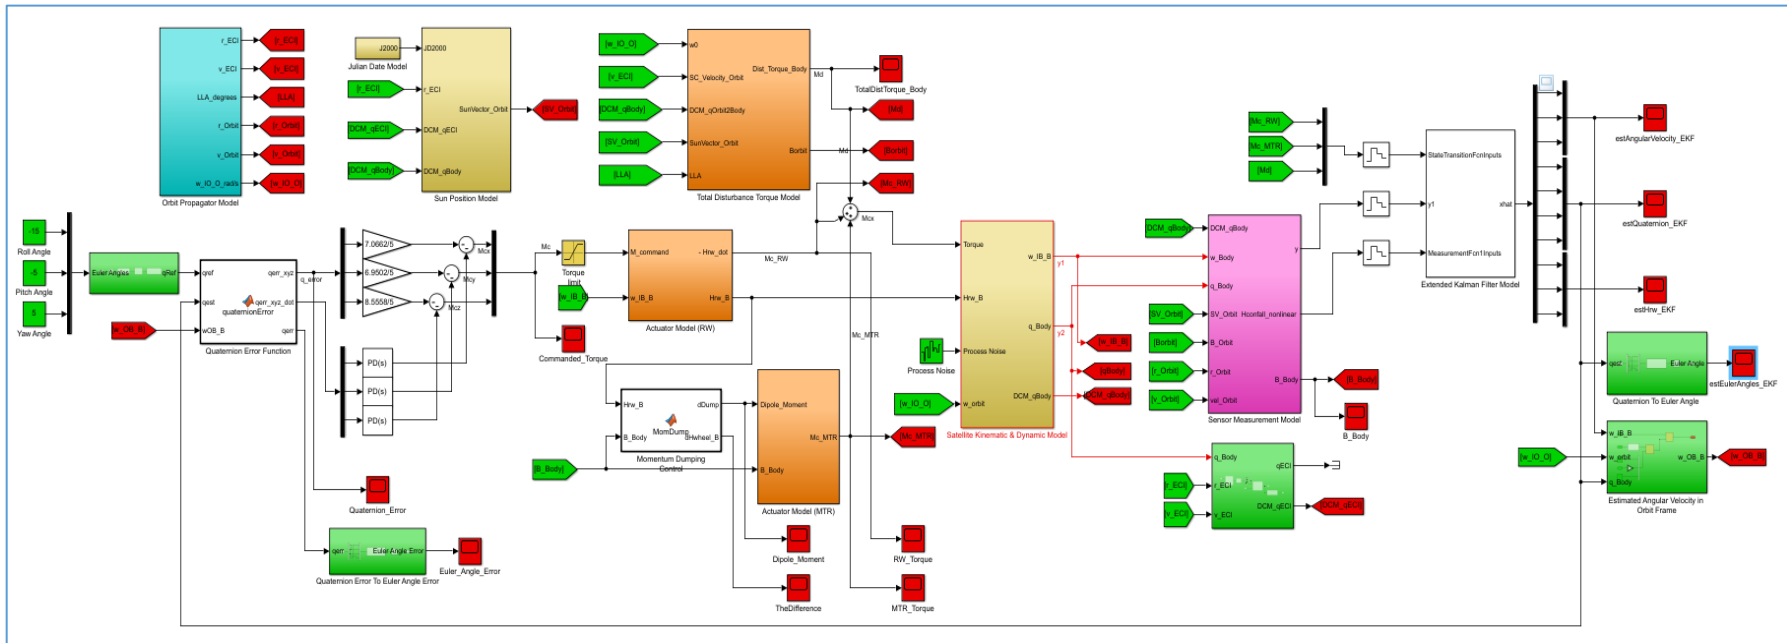 r_ECI
[r_ECI]
v_ECI
[v_ECI]
LLA_degrees
[LLA]
r_Orbit
[r_Orbit]
v_Orbit
[v_Orbit]
w_IO_O_rad/s
[w_IO_O]
Orbit Propagator Model
J2000
Julian Date Model
JD2000
[r_ECI]
r_ECI
SunVector_Orbit
[SV_Orbit]
[DCM_qECI]
DCM_qECI
[DCM_qBody]
DCM_qBody
Sun Position Model
[w_IO_O]
w0
[v_ECI]
SC_Velocity_Orbit
[DCM_qBody]
DCM_qOrbit2Body
[SV_Orbit]
SunVector_Orbit
[LLA]
LLA
Dist_Torque_Body
Md
TotalDistTorque_Body
[Md]
Borbit
Md
[Borbit]
[Mc_RW]
Total Disturbance Torque Model
-15
Roll Angle
-5
Pitch Angle
5
Yaw Angle
Euler Angles
qRef
[w_OB_B]
qref
qest
wOB_B
quaternionError
qerr_xyz
qerr_xyz_dot
qerr
Quaternion Error Function
q_error
7.0662/5
6.9502/5
8.5558/5
Mcx
Mcy
Mcz
PD(s)
PD(s)
PD(s)
Quaternion_Error
qerr
Euler Angle Error
Quaternion Error To Euler Angle Error
Euler_Angle_Error
Mc
Torque
limit
[w_IB_B]
Commanded_Torque
M_command
- Hrw_dot
w_IB_B
Hrw_B
Actuator Model (RW)
Mc_RW
Mcx
Mc_MTR
Hrw_B
B_Body
MomDump
dDump
dHwheel_B
Momentum Dumping
Control
[B_Body]
Dipole_Moment
Mc_MTR
B_Body
Actuator Model (MTR)
[Mc_MTR]
Dipole_Moment
TheDifference
RW_Torque
MTR_Torque
Process Noise
[w_IO_O]
Torque
Hrw_B
Process Noise
w_orbit
w_IB_B
q_Body
DCM_qBody
Satellite Kinematic & Dynamic Model
y1
y2
[w_IB_B]
[qBody]
[DCM_qBody]
[DCM_qBody]
DCM_qBody
w_Body
q_Body
[SV_Orbit]
SV_Orbit
[Borbit]
B_Orbit
[r_Orbit]
r_Orbit
[v_Orbit]
vel_Orbit
y
Hconfall_nonlinear
B_Body
Sensor Measurement Model
[B_Body]
B_Body
q_Body
[r_ECI]
r_ECI
[v_ECI]
v_ECI
qECI
DCM_qECI
[DCM_qECI]
[Mc_RW]
[Mc_MTR]
[Md]
StateTransitionFcnInputs
y1
MeasurementFcn1Inputs
xhat
Extended Kalman Filter Model
estAngularVelocity_EKF
estQuaternion_EKF
estHrw_EKF
qest
Euler Angle
Quaternion To Euler Angle
estEulerAngles_EKF
[w_IO_O]
w_IB_B
w_orbit
q_Body
w_OB_B
[w_OB_B]
Estimated Angular Velocity in
Orbit Frame